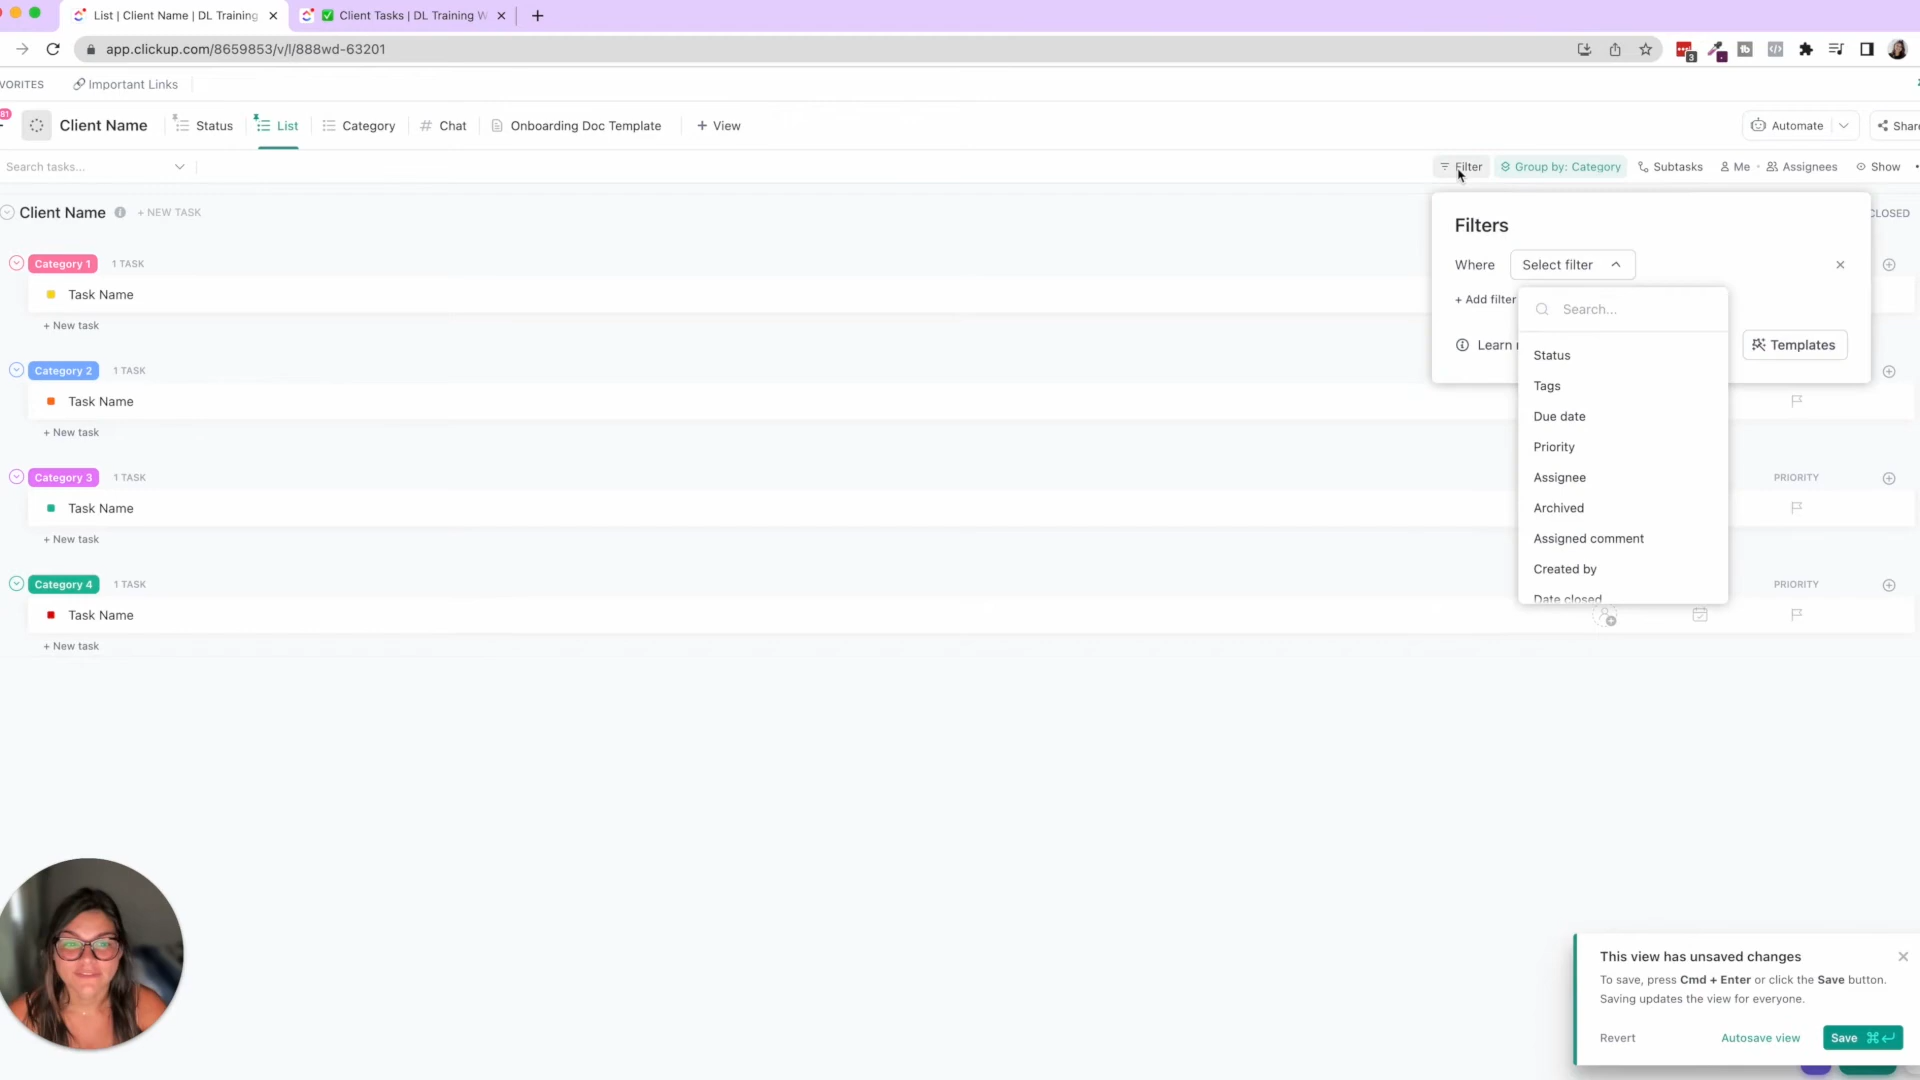 List | Client Name | DL Training
✅ Client Tasks | DL Training W
app.clickup.com/8659853/v/l/888wd-63201
3
VORITES
Important Links
81
Client Name
Status
List
Category
# Chat
Onboarding Doc Template
+ View
Automate
Share
Search tasks...
Filter
Group by: Category
Subtasks
Me
Assignees
Show
Client Name
+ NEW TASK
CLOSED
Filters
Where
Select filter
+ Add filter
Search...
Learn
Templates
Status
Tags
Due date
Priority
Assignee
Archived
Assigned comment
Created by
Date closed
Category 1
1 TASK
Task Name
+ New task
Category 2
1 TASK
Task Name
+ New task
Category 3
1 TASK
PRIORITY
Task Name
+ New task
Category 4
1 TASK
PRIORITY
Task Name
+ New task
This view has unsaved changes
To save, press Cmd + Enter or click the Save button.
Saving updates the view for everyone.
Revert
Autosave view
Save ⌘↵